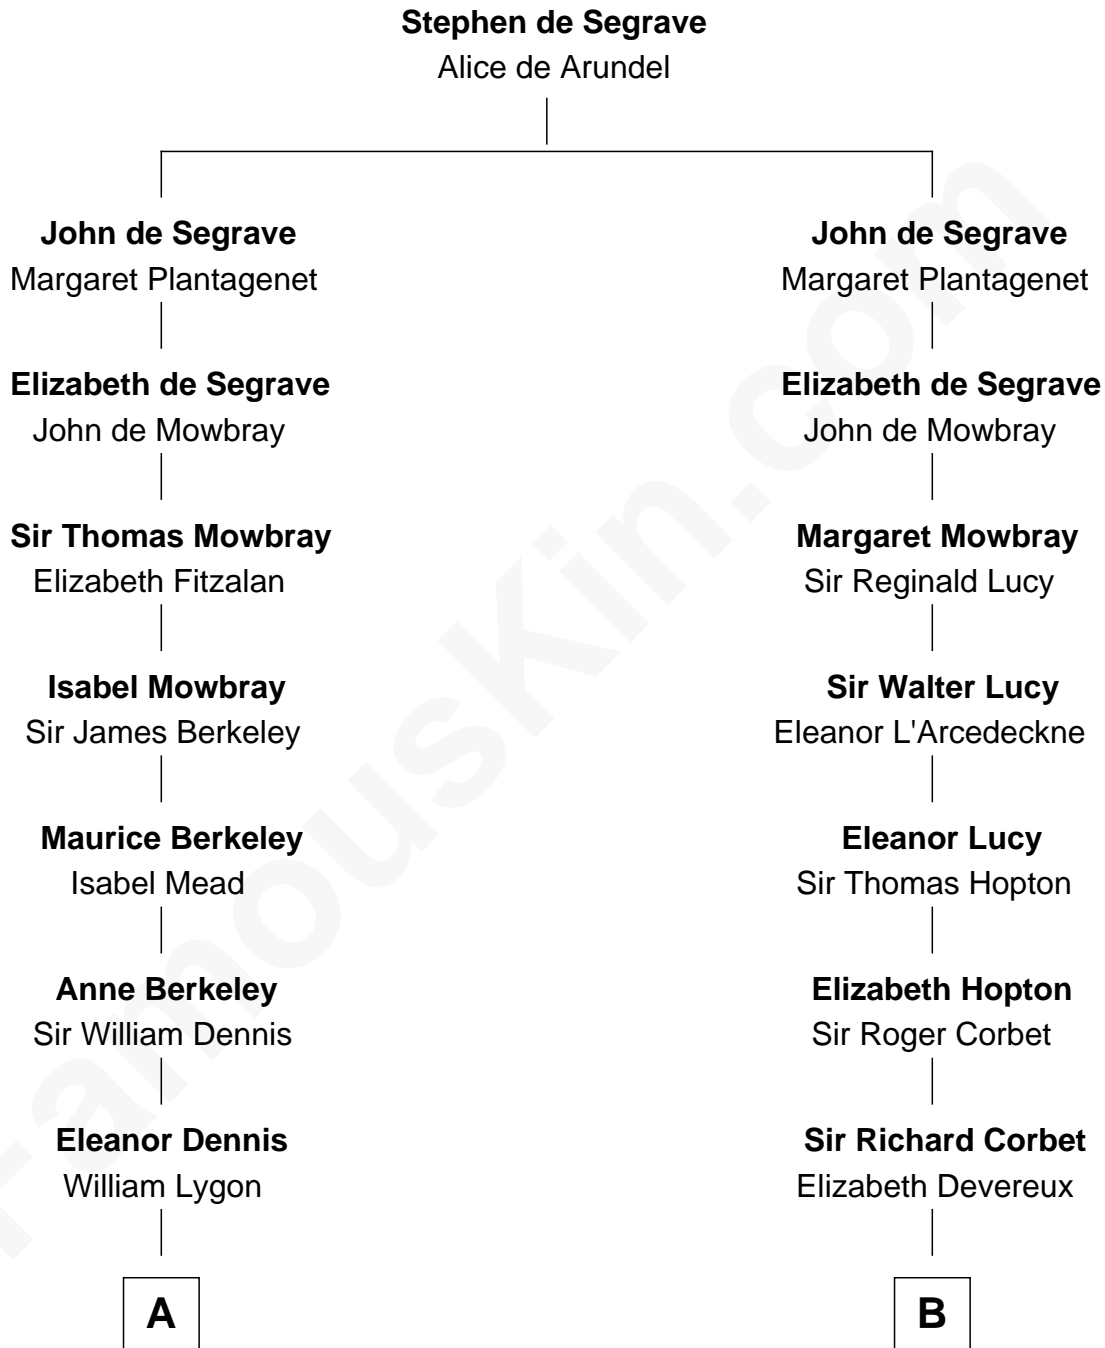 Stephen de Segrave
Alice de Arundel
John de Segrave
Margaret Plantagenet
Elizabeth de Segrave
John de Mowbray
Sir Thomas Mowbray
Elizabeth Fitzalan
Isabel Mowbray
Sir James Berkeley
Maurice Berkeley
Isabel Mead
Anne Berkeley
Sir William Dennis
Eleanor Dennis
William Lygon
A
John de Segrave
Margaret Plantagenet
Elizabeth de Segrave
John de Mowbray
Margaret Mowbray
Sir Reginald Lucy
Sir Walter Lucy
Eleanor L'Arcedeckne
Eleanor Lucy
Sir Thomas Hopton
Elizabeth Hopton
Sir Roger Corbet
Sir Richard Corbet
Elizabeth Devereux
B
FamousKin.com